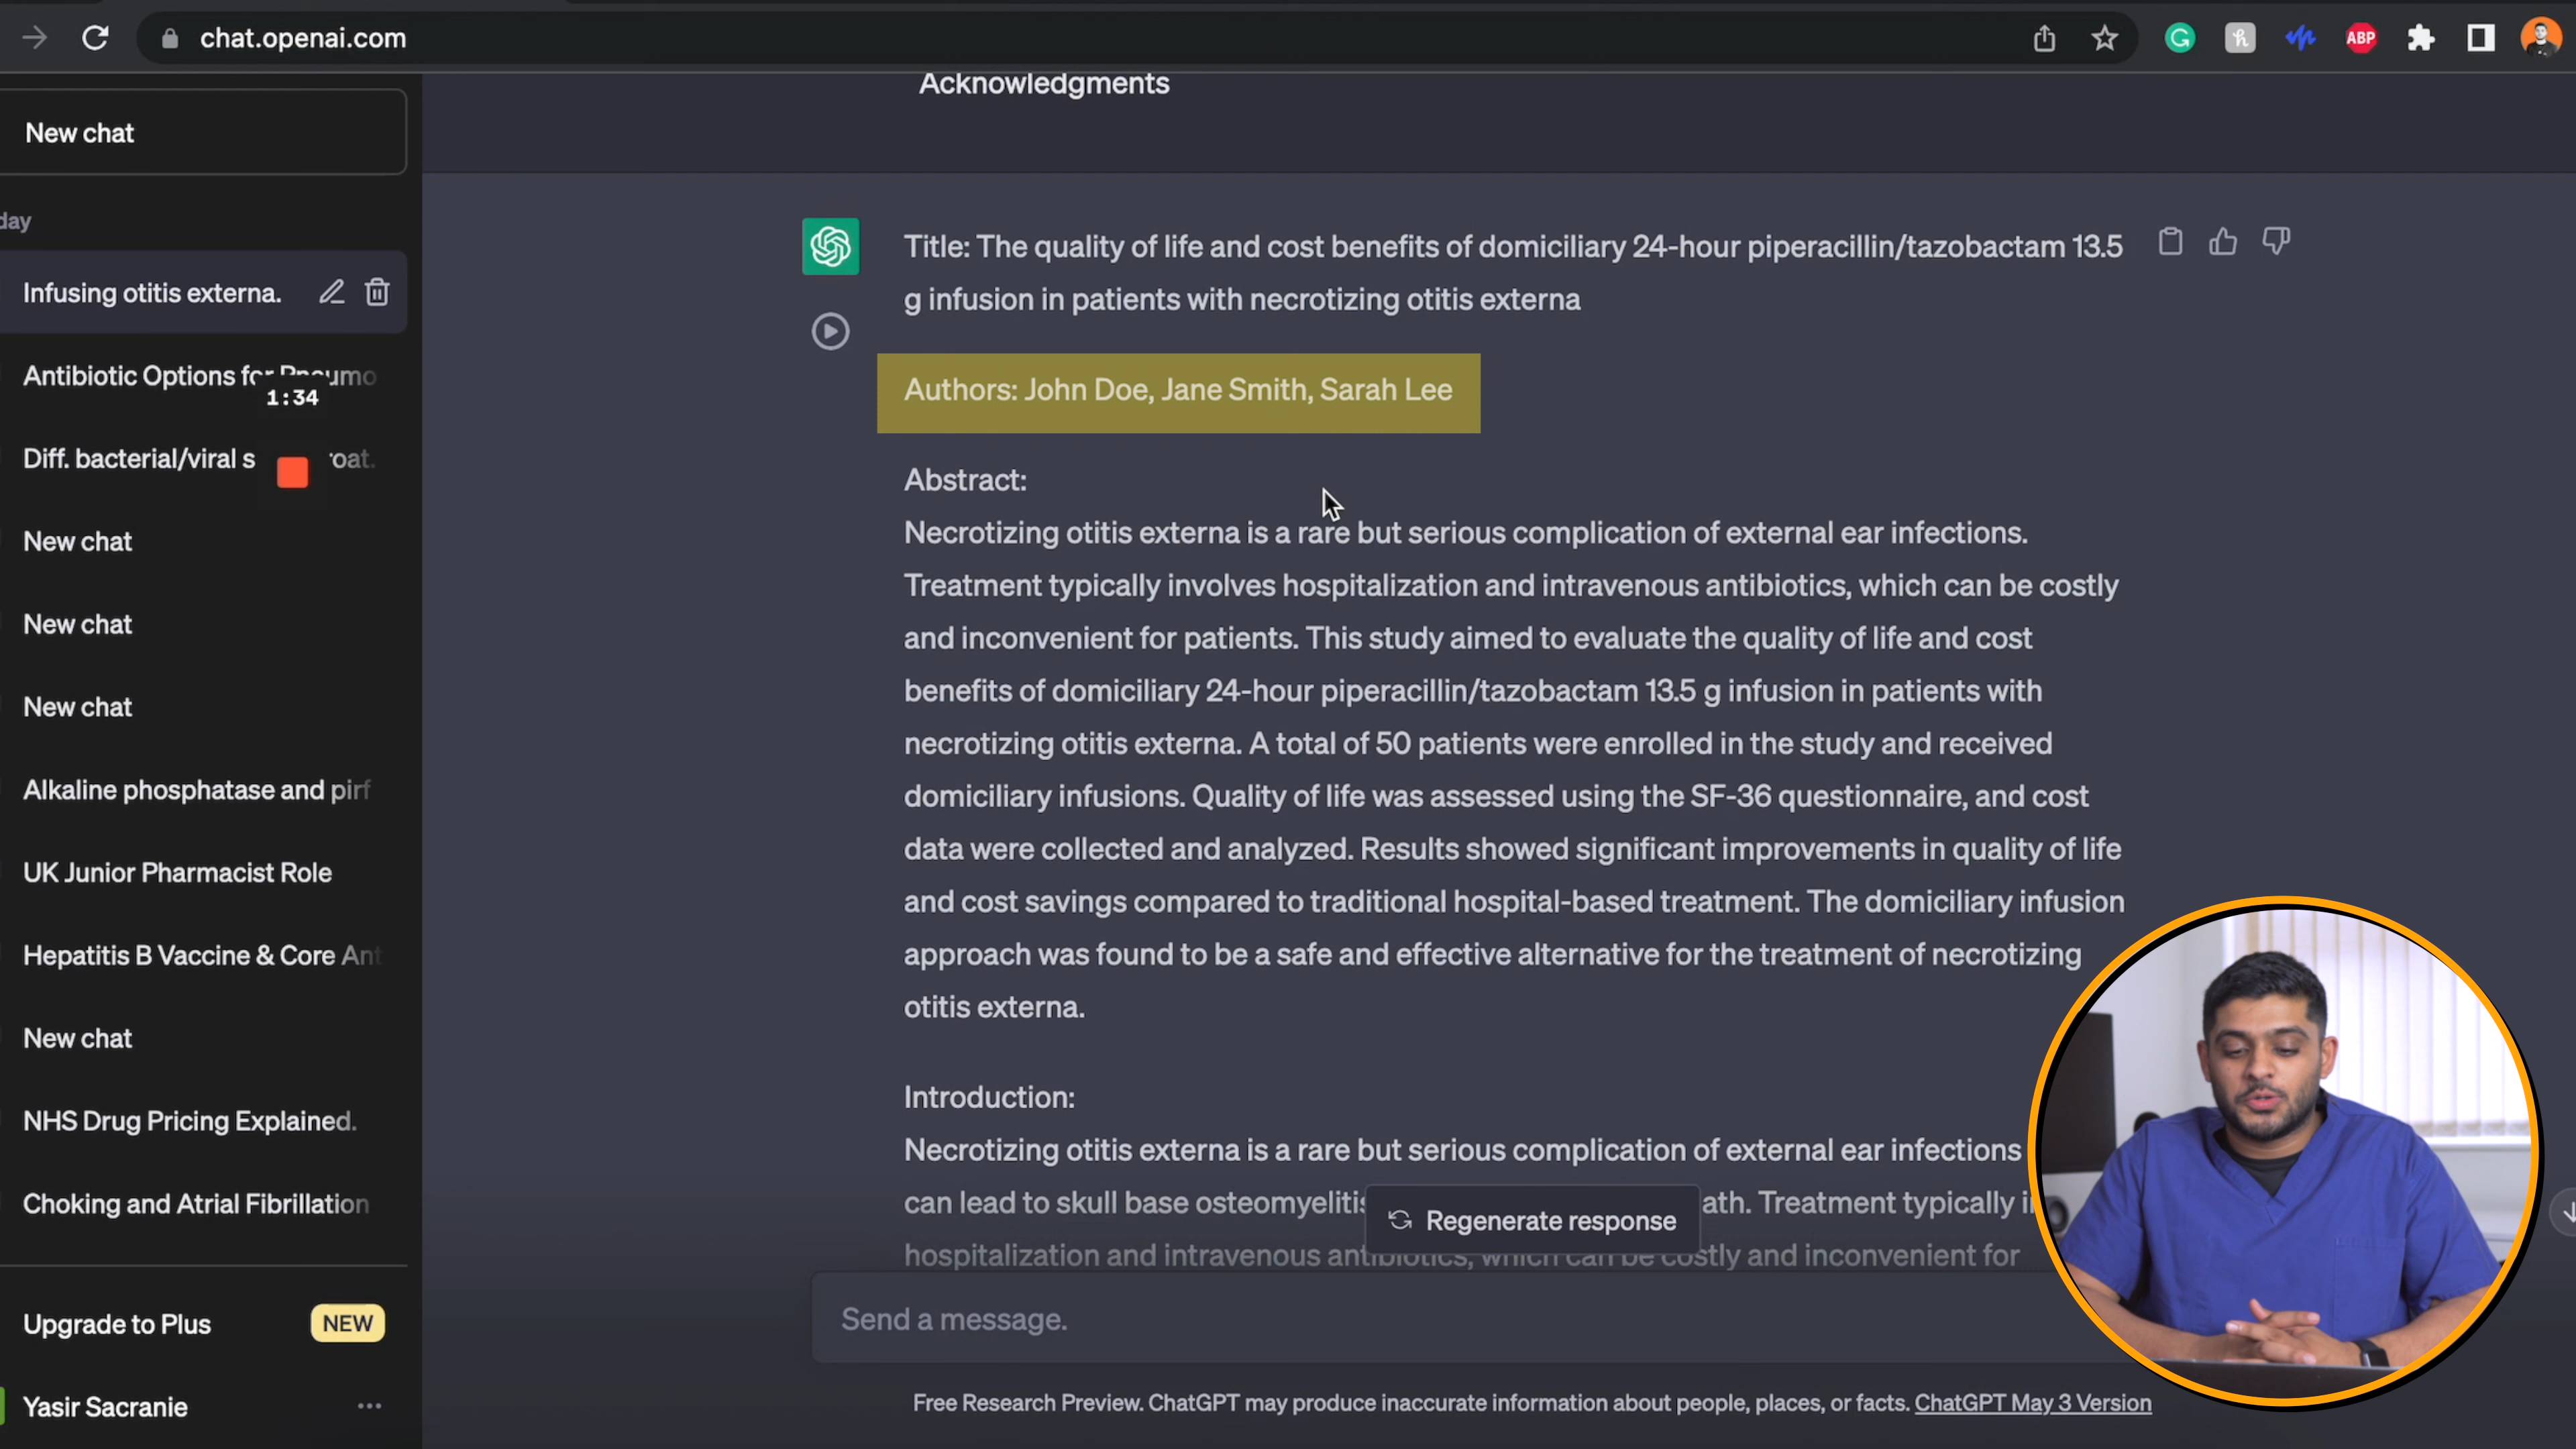 chat.openai.com
ABP
Acknowledgments
New chat
day
Infusing otitis externa.
Antibiotic Options for
1:34
Diff. bacterial/viral s
New chat
New chat
New chat
Alkaline phosphatase and pirf
UK Junior Pharmacist Role
Hepatitis B Vaccine & Core Ant
New chat
NHS Drug Pricing Explained.
Choking and Atrial Fibrillation
Upgrade to Plus
NEW
Yasir Sacranie
Title: The quality of life and cost benefits of domiciliary 24-hour piperacillin/tazobactam 13.5
g infusion in patients with necrotizing otitis externa
Authors: John Doe, Jane Smith, Sarah Lee
Abstract:
Necrotizing otitis externa is a rare but serious complication of external ear infections.
Treatment typically involves hospitalization and intravenous antibiotics, which can be costly
and inconvenient for patients. This study aimed to evaluate the quality of life and cost
benefits of domiciliary 24-hour piperacillin/tazobactam 13.5 g infusion in patients with
necrotizing otitis externa. A total of 50 patients were enrolled in the study and received
domiciliary infusions. Quality of life was assessed using the SF-36 questionnaire, and cost
data were collected and analyzed. Results showed significant improvements in quality of life
and cost savings compared to traditional hospital-based treatment. The domiciliary infusion
approach was found to be a safe and effective alternative for the treatment of necrotizing
otitis externa.
Introduction:
Necrotizing otitis externa is a rare but serious complication of external ear infections
can lead to skull base osteomyelitis ath. Treatment typically
Regenerate response
hospitalization and intravenous antibiotics, which can be costly and inconvenient for
Send a message.
Free Research Preview. ChatGPT may produce inaccurate information about people, places, or facts. ChatGPT May 3 Version